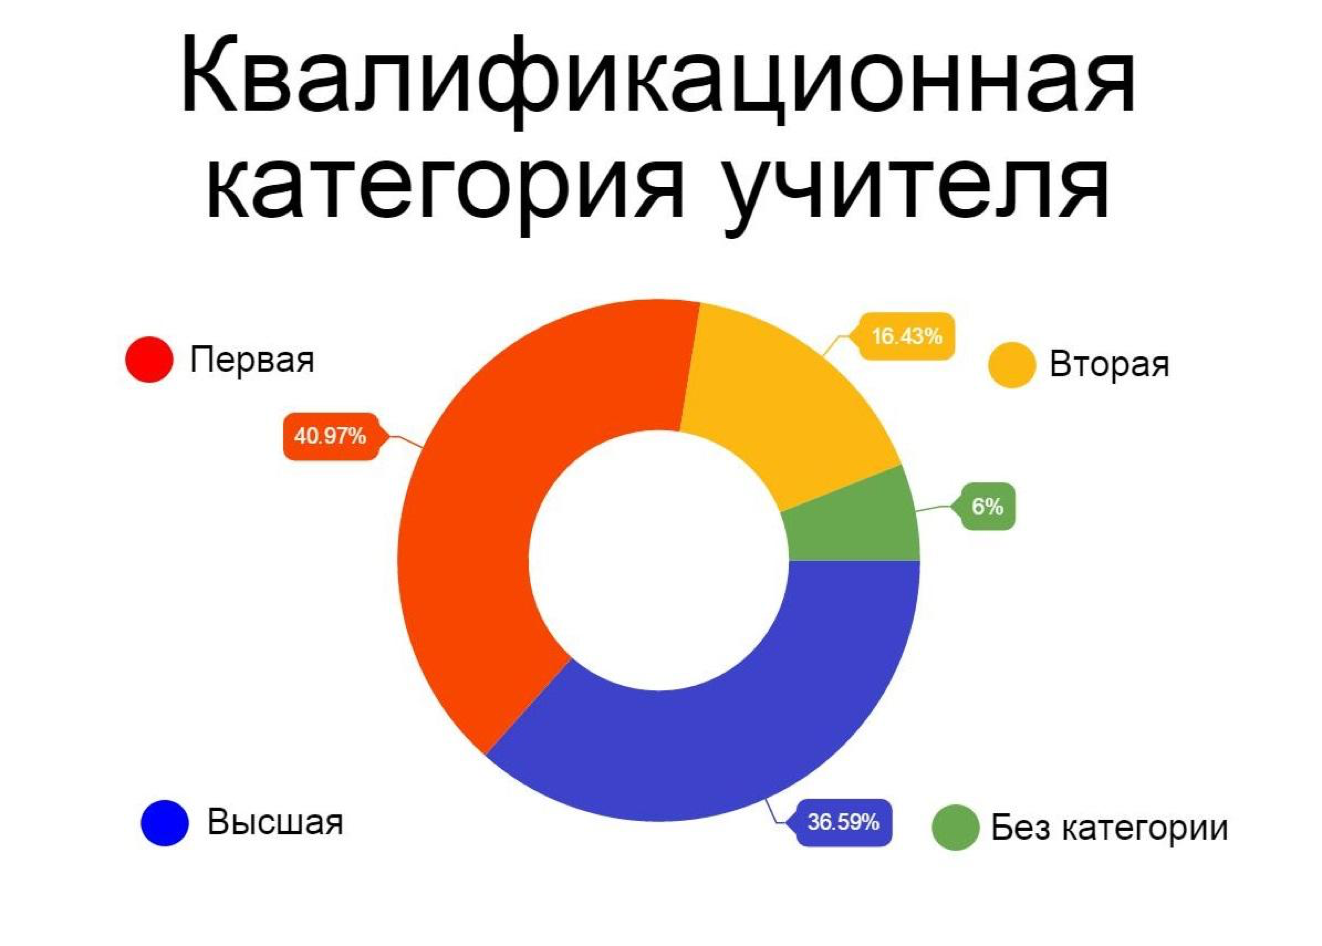 Квалификационная
категория учителя
Первая
16.43%
Вторая
40.97%
6%
Высшая
36.59%
Без категории